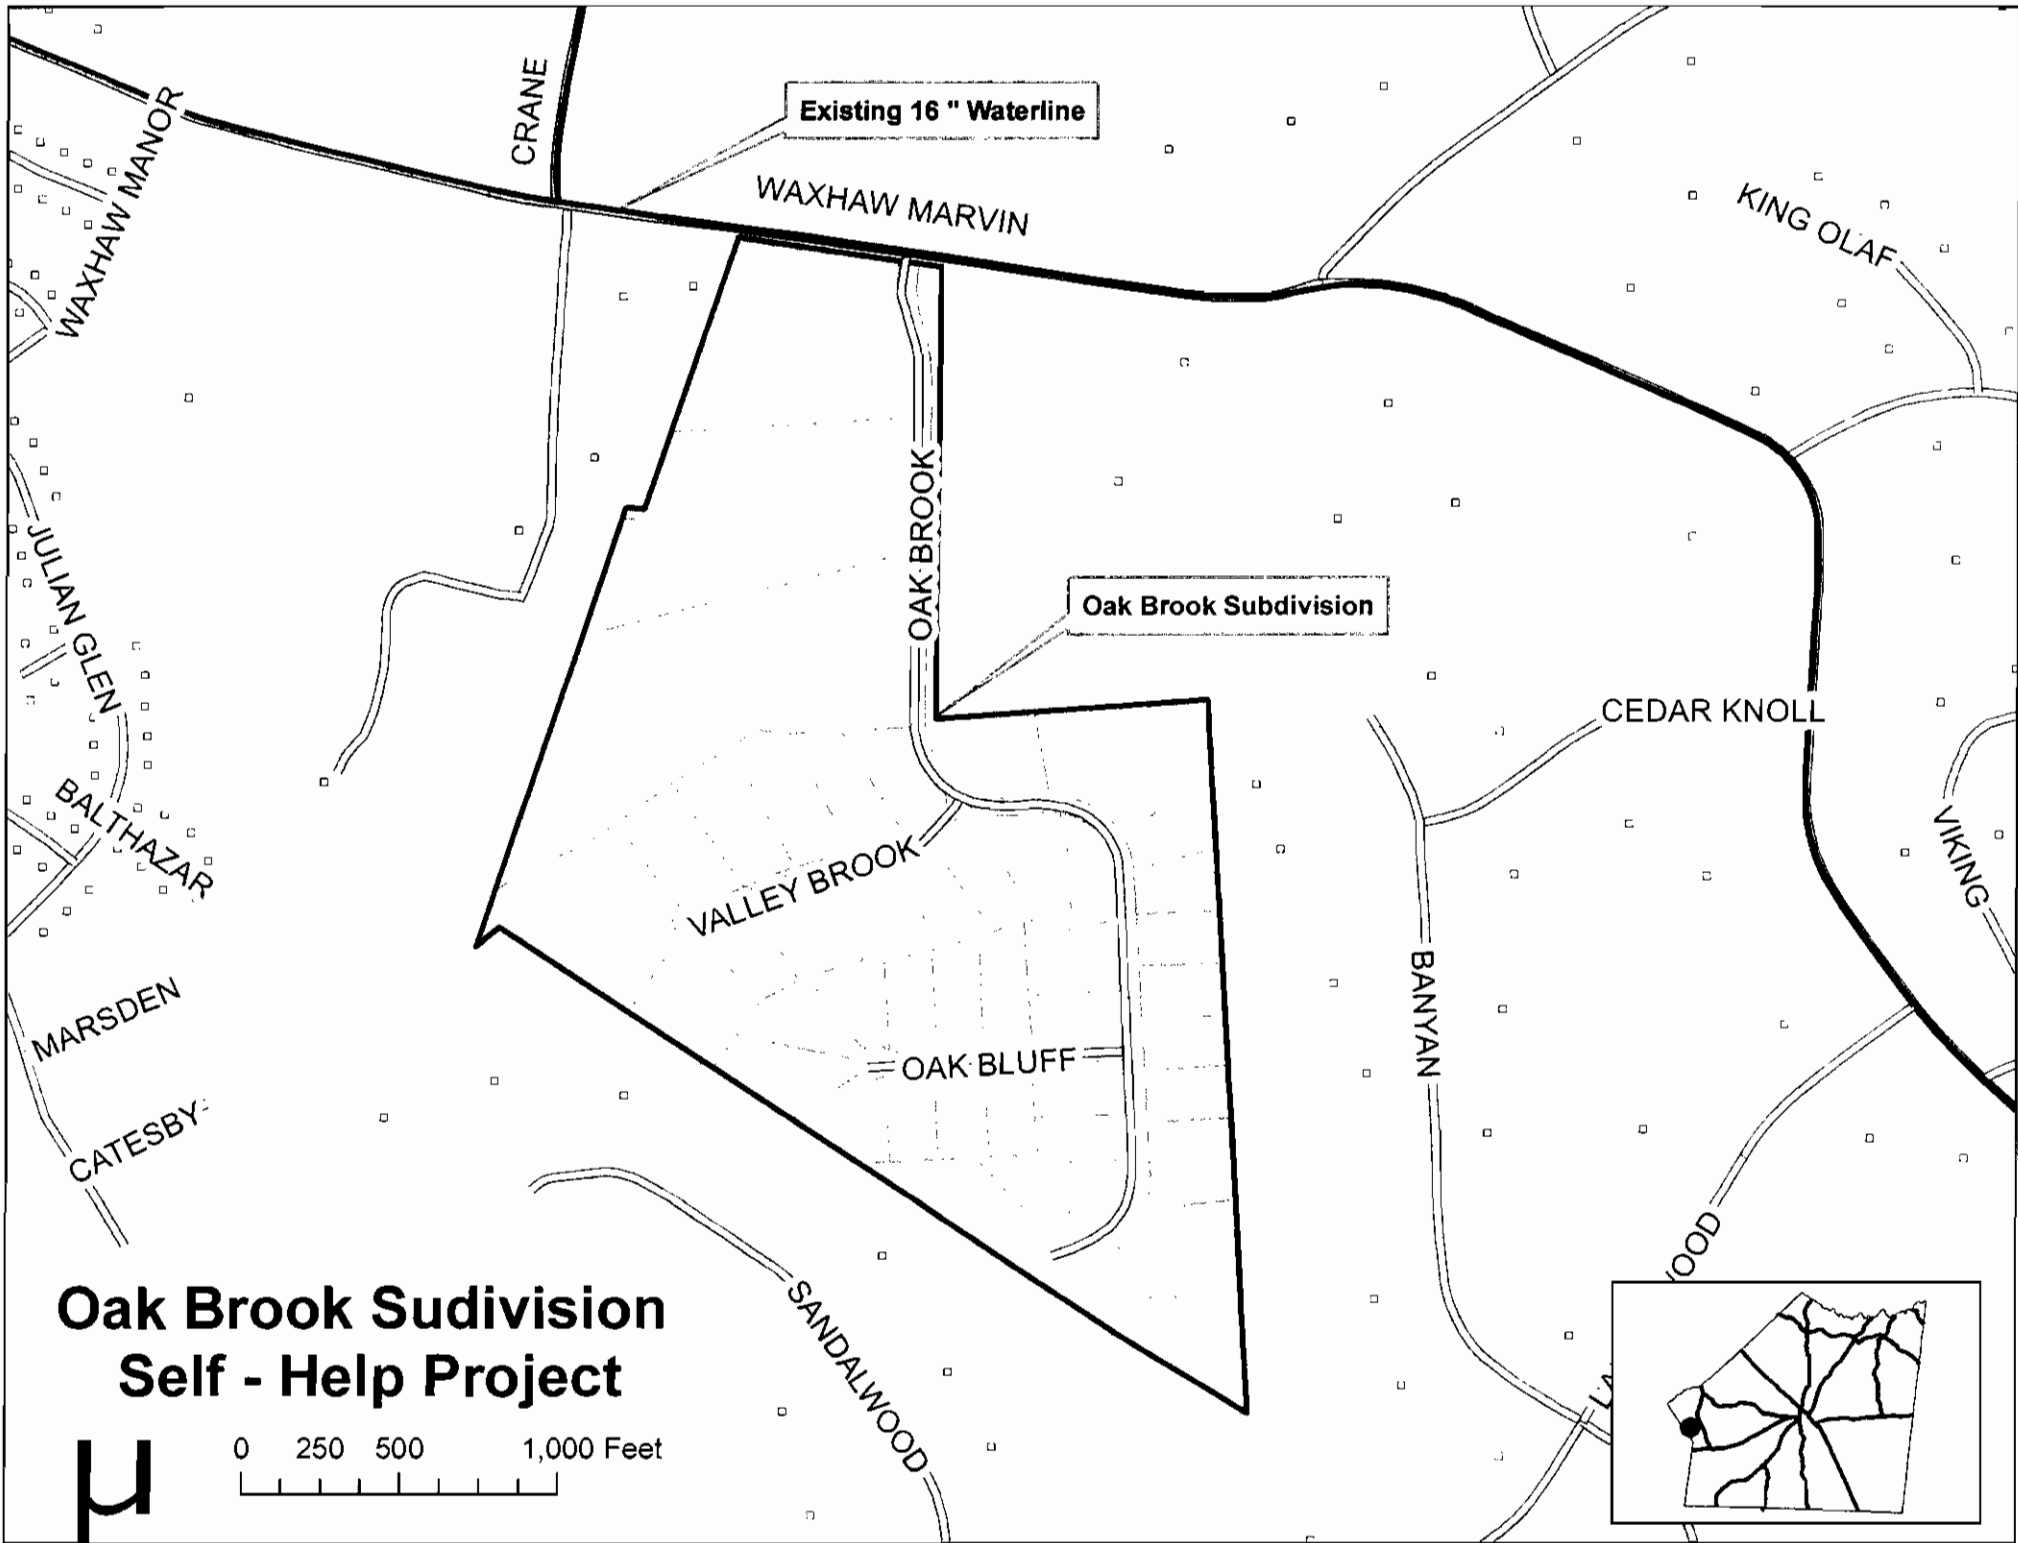 CRANE
Existing 16 " Waterline
WAXHAW MANOR
WAXHAW MARVIN
KING OLAF
OAK BROOK
JULIAN GLEN
Oak Brook Subdivision
CEDAR KNOLL
BALTHAZAR
VALLEY BROOK
VIKING
BANYAN
MARSDEN
OAK BLUFF
CATESBY
SANDALWOOD
Oak Brook Sudivision
Self - Help Project
0 250 500 1,000 Feet
µ